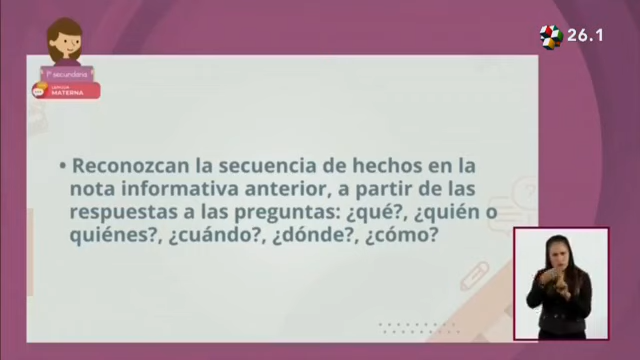 26.1
1° secundaria
LENGUA
MATERNA
• Reconozcan la secuencia de hechos en la
nota informativa anterior, a partir de las
respuestas a las preguntas: ¿qué?, ¿quién o
quiénes?, ¿cuándo?, ¿dónde?, ¿cómo?